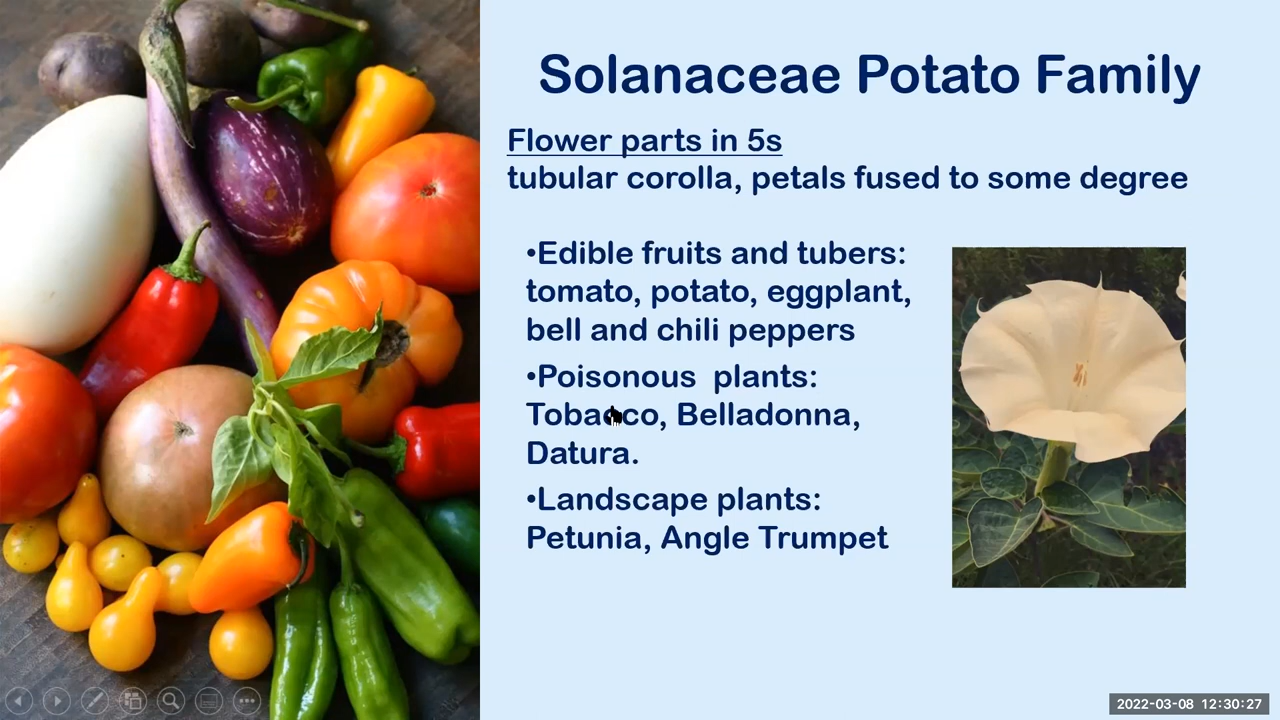 Solanaceae Potato Family
Flower parts in 5s
tubular corolla, petals fused to some degree
•Edible fruits and tubers:
tomato, potato, eggplant,
bell and chili peppers
•Poisonous plants:
Tobacco, Belladonna,
Datura.
•Landscape plants:
Petunia, Angle Trumpet
2022-03-08 12:30:27